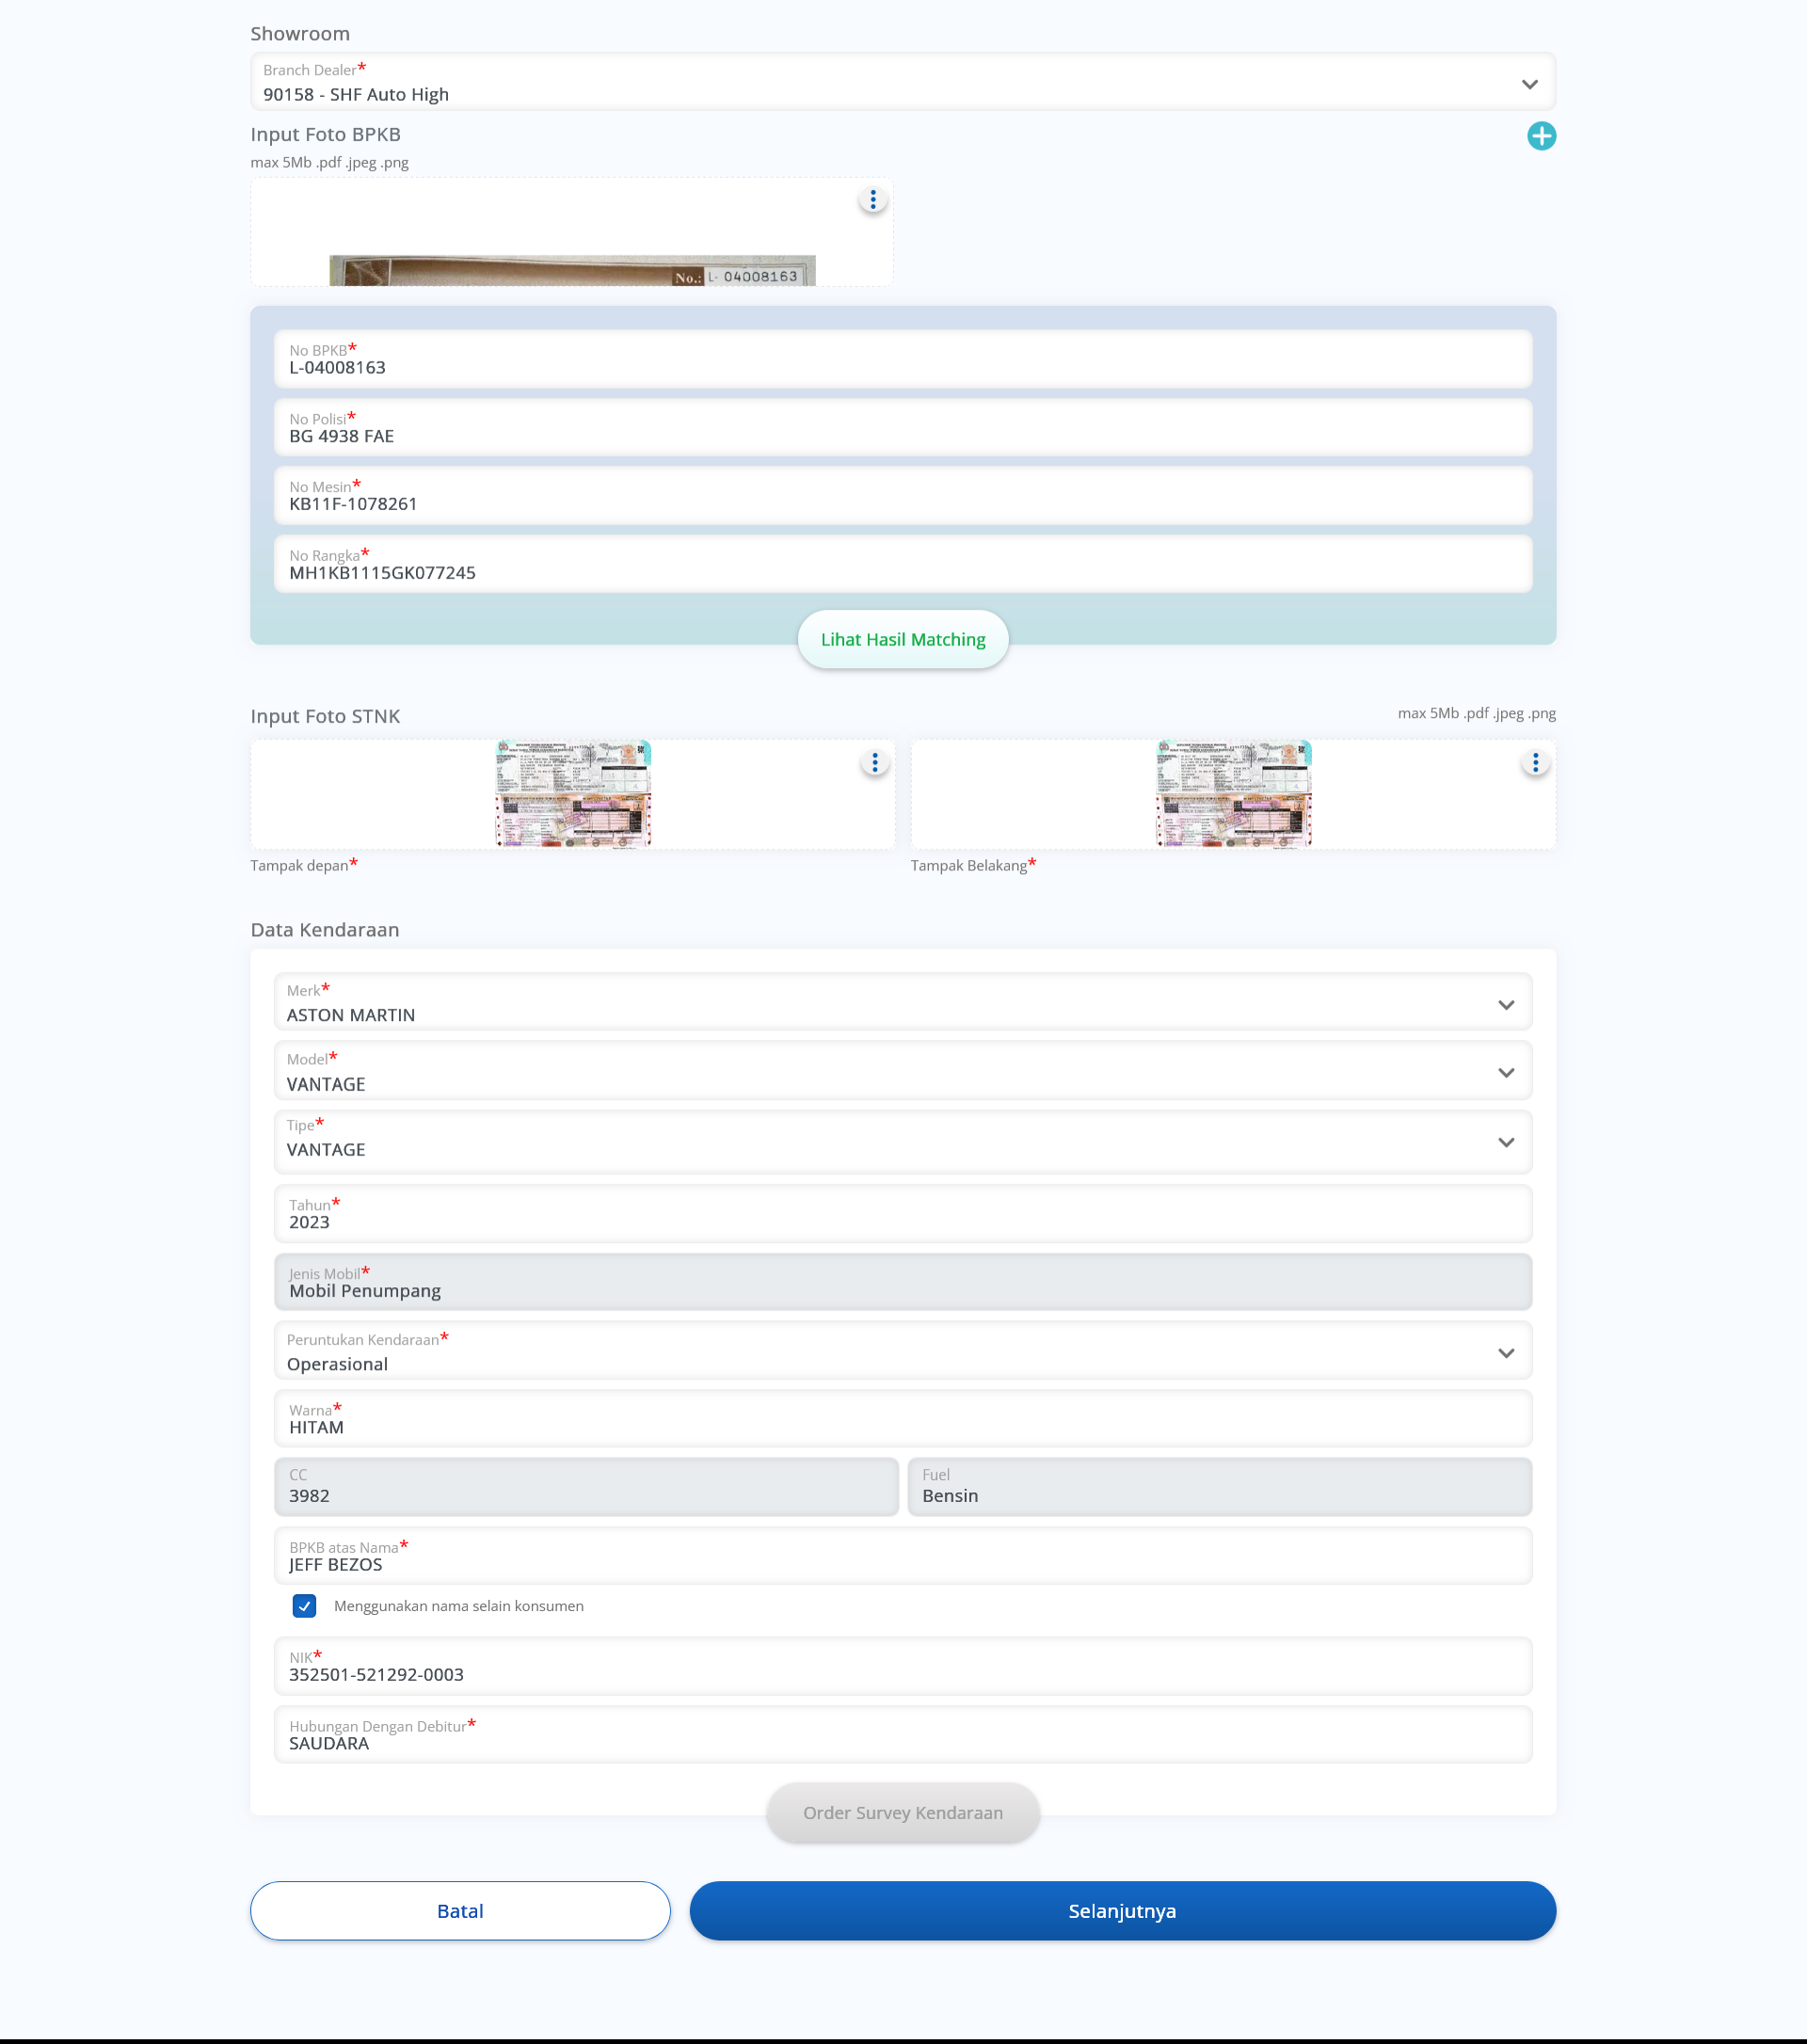 Showroom
Branch Dealer*
90158 - SHF Auto High
Input Foto BPKB
max 5Mb .pdf .jpeg .png
No.: L- 04008163
No BPKB*
L-04008163
No Polisi*
BG 4938 FAE
No Mesin*
KB11F-1078261
No Rangka*
MH1KB1115GK077245
Lihat Hasil Matching
Input Foto STNK
max 5Mb .pdf .jpeg .png
Tampak depan*
Tampak Belakang*
Data Kendaraan
Merk*
ASTON MARTIN
Model*
VANTAGE
Tipe*
VANTAGE
Tahun*
2023
Jenis Mobil*
Mobil Penumpang
Peruntukan Kendaraan*
Operasional
Warna*
HITAM
CC
3982
Fuel
Bensin
BPKB atas Nama*
JEFF BEZOS
Menggunakan nama selain konsumen
NIK*
352501-521292-0003
Hubungan Dengan Debitur*
SAUDARA
Order Survey Kendaraan
Batal
Selanjutnya